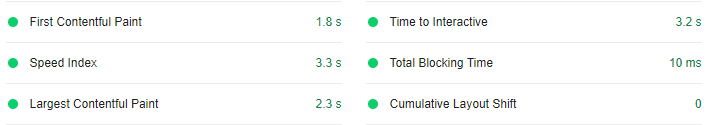 First Contentful Paint 1.8 s
Time to Interactive 3.2 s
Speed Index 3.3 s
Total Blocking Time 10 ms
Largest Contentful Paint 2.3 s
Cumulative Layout Shift 0